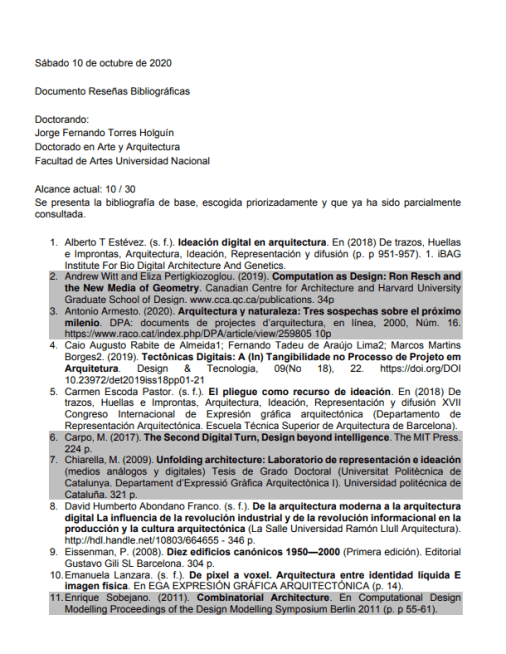 Sábado 10 de octubre de 2020
Documento Reseñas Bibliográficas
Doctorando:
Jorge Fernando Torres Holguín
Doctorado en Arte y Arquitectura
Facultad de Artes Universidad Nacional
Alcance actual: 10 / 30
Se presenta la bibliografía de base, escogida priorizadamente y que ya ha sido parcialmente
consultada.
1. Alberto T Estévez. (s. f.). Ideación digital en arquitectura. En (2018) De trazos, Huellas
e Improntas, Arquitectura, Ideación, Representación y difusión (p. p 951-957). 1. iBAG
Institute For Bio Digital Architecture And Genetics.
2. Andrew Witt and Eliza Pertigkiozoglou. (2019). Computation as Design: Ron Resch and
the New Media of Geometry. Canadian Centre for Architecture and Harvard University
Graduate School of Design. www.cca.qc.ca/publications. 34p
3. Antonio Armesto. (2020). Arquitectura y naturaleza: Tres sospechas sobre el próximo
milenio. DPA: documents de projectes d'arquitectura, en línea, 2000, Núm. 16.
https://www.raco.cat/index.php/DPA/article/view/259805 10p
4. Caio Augusto Rabite de Almeida1; Fernando Tadeu de Araújo Lima2; Marcos Martins
Borges2. (2019). Tectônicas Digitais: A (In) Tangibilidade no Processo de Projeto em
Arquitetura. Design & Tecnologia, 09(No 18), 22. https://doi.org/DOI
10.23972/det2019iss18pp01-21
5. Carmen Escoda Pastor. (s. f.). El pliegue como recurso de ideación. En (2018) De
trazos, Huellas e Improntas, Arquitectura, Ideación, Representación y difusión XVII
Congreso Internacional de Expresión gráfica arquitectónica (Departamento de
Representación Arquitectónica. Escuela Técnica Superior de Arquitectura de Barcelona).
6. Carpo, M. (2017). The Second Digital Turn, Design beyond intelligence. The MIT Press.
224 p.
7. Chiarella, M. (2009). Unfolding architecture: Laboratorio de representación e ideación
(medios análogos y digitales) Tesis de Grado Doctoral (Universitat Politècnica de
Catalunya. Departament d'Expressió Gràfica Arquitectònica I). Universidad politécnica de
Cataluña. 321 p.
8. David Humberto Abondano Franco. (s. f.). De la arquitectura moderna a la arquitectura
digital La influencia de la revolución industrial y de la revolución informacional en la
producción y la cultura arquitectónica (La Salle Universidad Ramón Llull Arquitectura).
http://hdl.handle.net/10803/664655 - 346 p.
9. Eissenman, P. (2008). Diez edificios canónicos 1950—2000 (Primera edición). Editorial
Gustavo Gili SL Barcelona. 304 p.
10. Emanuela Lanzara. (s. f.). De pixel a voxel. Arquitectura entre identidad líquida E
imagen física. En EGA EXPRESIÓN GRÁFICA ARQUITECTÓNICA (p. 14).
11. Enrique Sobejano. (2011). Combinatorial Architecture. En Computational Design
Modelling Proceedings of the Design Modelling Symposium Berlin 2011 (p. p 55-61).